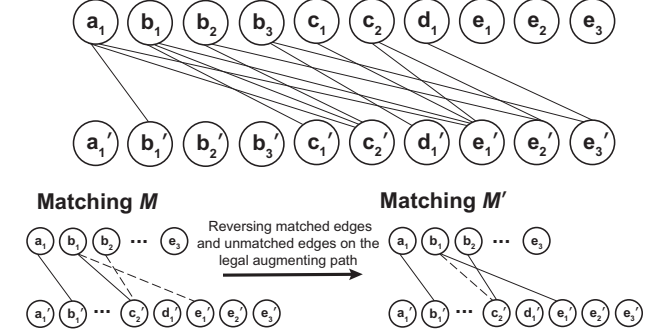 a1 b1 b2 b3 c1 c2 d1 e1 e2 e3
a1′ b1′ b2′ b3′ c1′ c2′ d1′ e1′ e2′ e3′
Matching M
Matching M′
Reversing matched edges
and unmatched edges on the
legal augmenting path
a1 b1 b2 ··· e3
a1 b1 b2 ··· e3
a1′ b1′ ··· c2′ d1′ e1′ e2′ e3′
a1′ b1′ ··· c2′ d1′ e1′ e2′ e3′